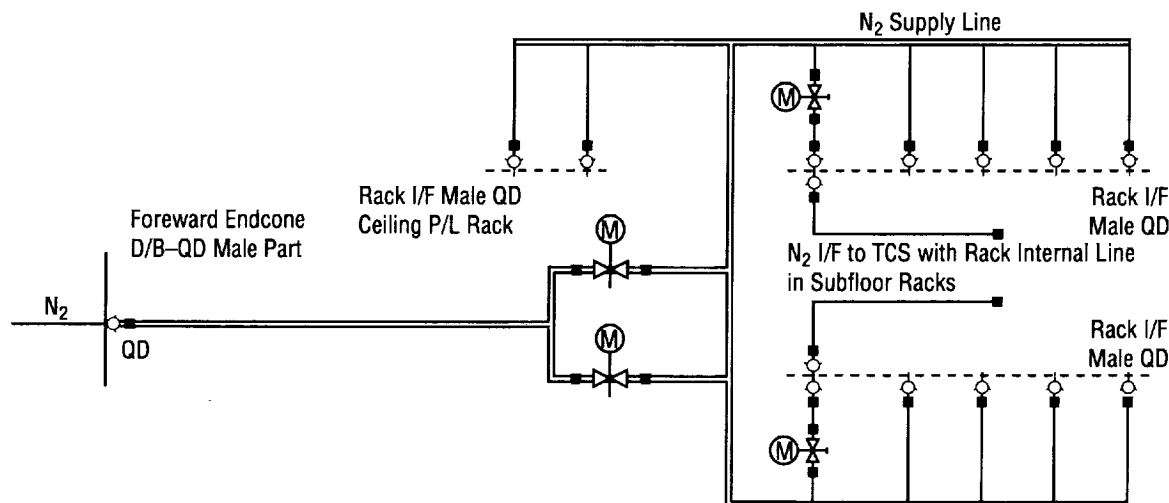 N₂ Supply Line
M
Rack I/F Male QD
Ceiling P/L Rack
Rack I/F
Male QD
Foreward Endcone
D/B–QD Male Part
M
N₂ I/F to TCS with Rack Internal Line
in Subfloor Racks
N₂
QD
M
Rack I/F
Male QD
M